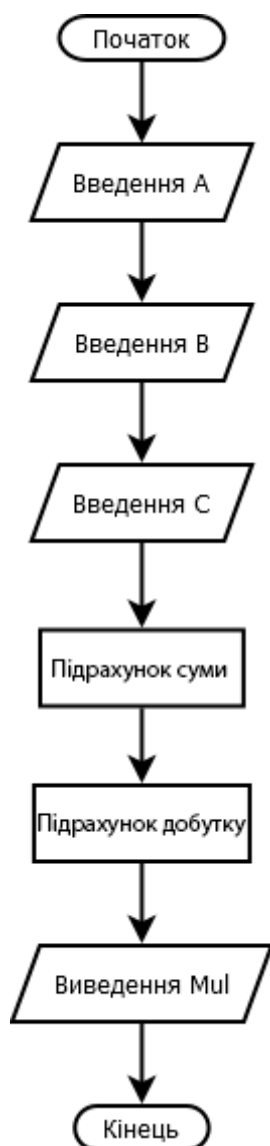 Початок
Введення A
Введення B
Введення C
Підрахунок суми
Підрахунок добутку
Виведення Mul
Кінець